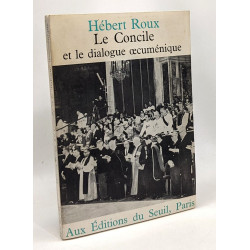 Hébert Roux
Le Concile
et le dialogue œcuménique
Aux Éditions du Seuil, Paris